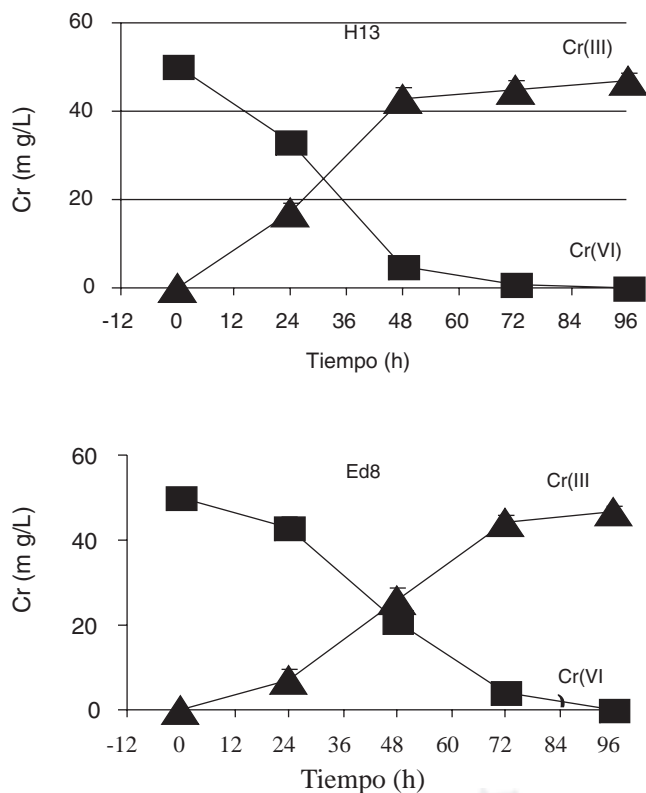 60
H13
Cr(III)
40
Cr (m g/L)
20
Cr(VI)
0
-12 0 12 24 36 48 60 72 84 96
Tiempo (h)
60
Ed8
Cr(III
40
Cr (m g/L)
20
Cr(VI
0
-12 0 12 24 36 48 60 72 84 96
Tiempo (h)